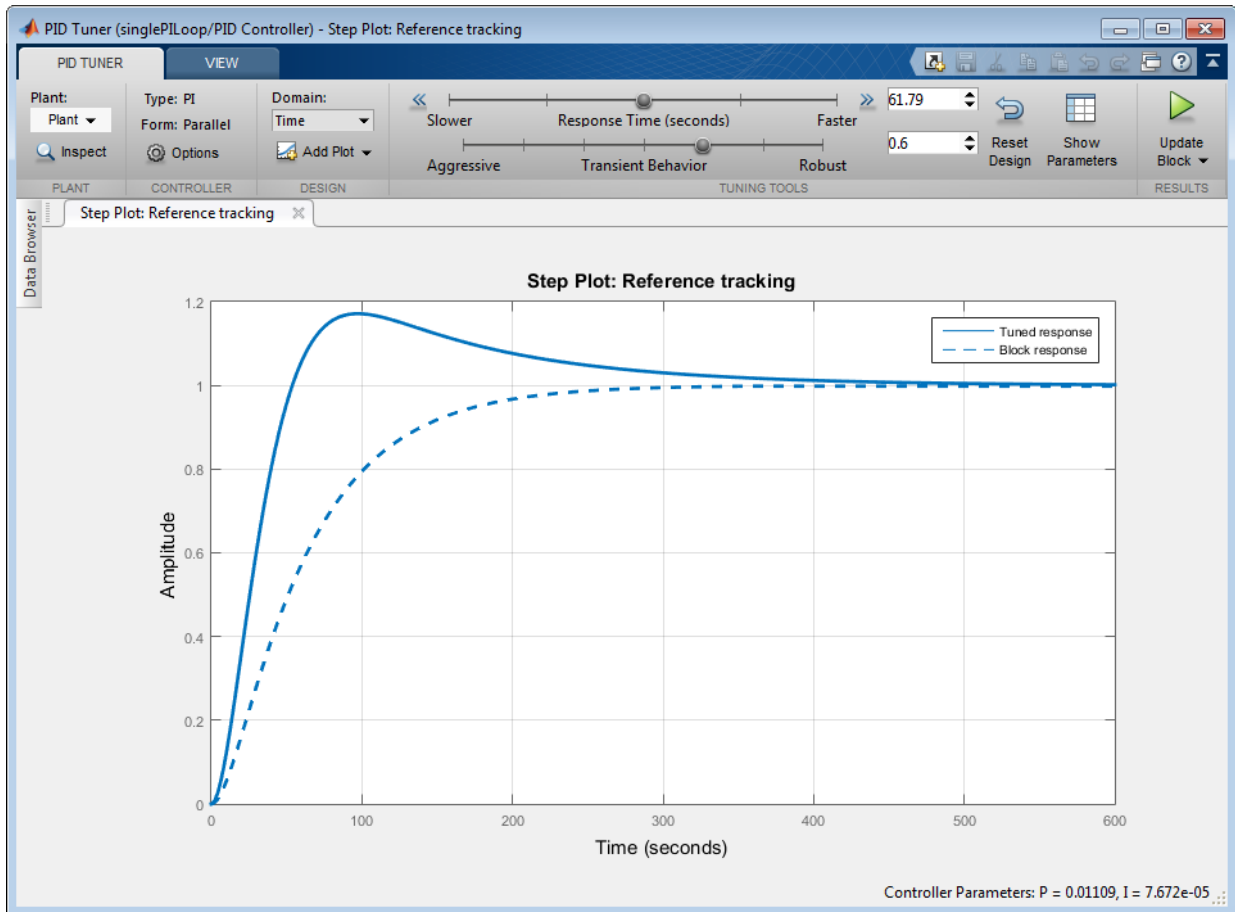 PID Tuner (singlePILoop/PID Controller) - Step Plot: Reference tracking
PID TUNER VIEW
Plant: Type: PI Domain: 61.79
Plant Form: Parallel Time Slower Response Time (seconds) Faster
Inspect Options Add Plot 0.6 Reset Design Show Parameters Update Block
Aggressive Transient Behavior Robust
PLANT CONTROLLER DESIGN TUNING TOOLS RESULTS
Data Browser
Step Plot: Reference tracking
Step Plot: Reference tracking
1.2
1
0.8
0.6
0.4
0.2
0
Amplitude
Tuned response
Block response
0 100 200 300 400 500 600
Time (seconds)
Controller Parameters: P = 0.01109, I = 7.672e-05